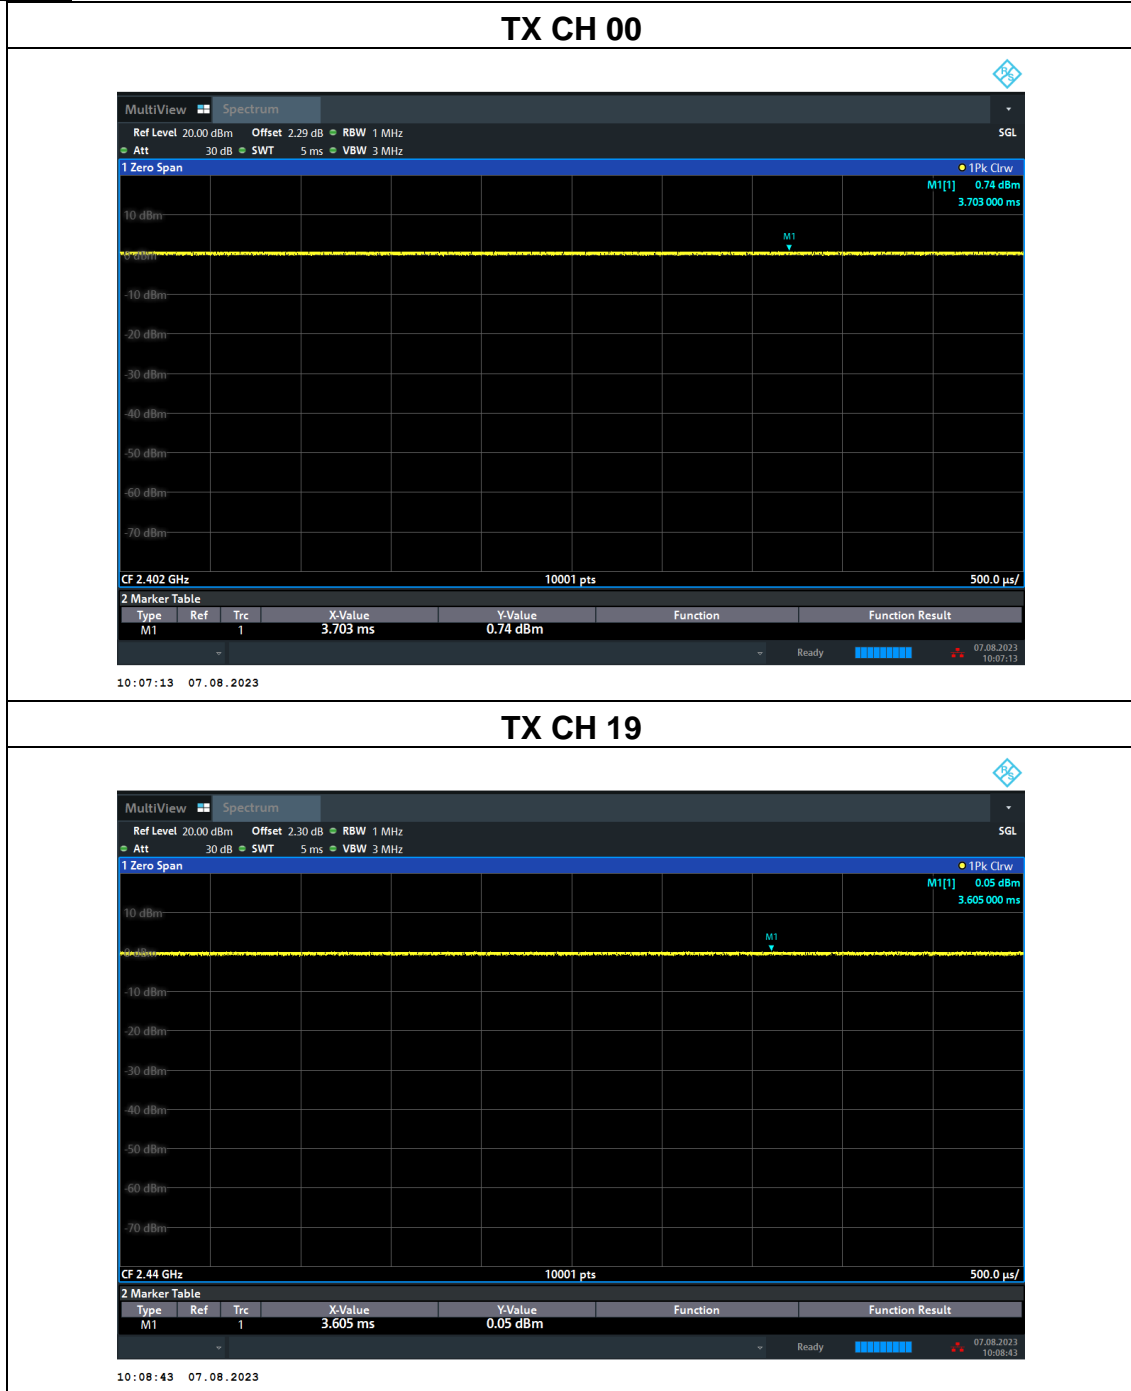 TX CH 00
R&S
MultiView Spectrum
Ref Level 20.00 dBm Offset 2.29 dB RBW 1 MHz SGL
Att 30 dB SWT 5 ms VBW 3 MHz
1 Zero Span 1Pk Clrw
M1[1] 0.74 dBm
3.703 000 ms
10 dBm
M1
0 dBm
-10 dBm
-20 dBm
-30 dBm
-40 dBm
-50 dBm
-60 dBm
-70 dBm
CF 2.402 GHz 10001 pts 500.0 µs/
2 Marker Table
Type Ref Trc X-Value Y-Value Function Function Result
M1 1 3.703 ms 0.74 dBm
Ready 07.08.2023
10:07:13
10:07:13 07.08.2023
TX CH 19
R&S
MultiView Spectrum
Ref Level 20.00 dBm Offset 2.30 dB RBW 1 MHz SGL
Att 30 dB SWT 5 ms VBW 3 MHz
1 Zero Span 1Pk Clrw
M1[1] 0.05 dBm
3.605 000 ms
10 dBm
M1
0 dBm
-10 dBm
-20 dBm
-30 dBm
-40 dBm
-50 dBm
-60 dBm
-70 dBm
CF 2.44 GHz 10001 pts 500.0 µs/
2 Marker Table
Type Ref Trc X-Value Y-Value Function Function Result
M1 1 3.605 ms 0.05 dBm
Ready 07.08.2023
10:08:43
10:08:43 07.08.2023